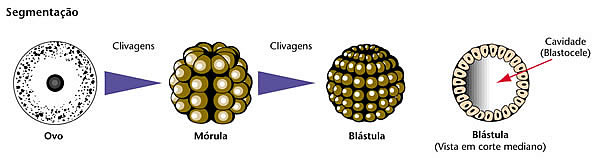 Segmentação
Clivagens
Clivagens
Cavidade
(Blastocele)
Ovo
Mórula
Blástula
Blástula
(Vista em corte mediano)